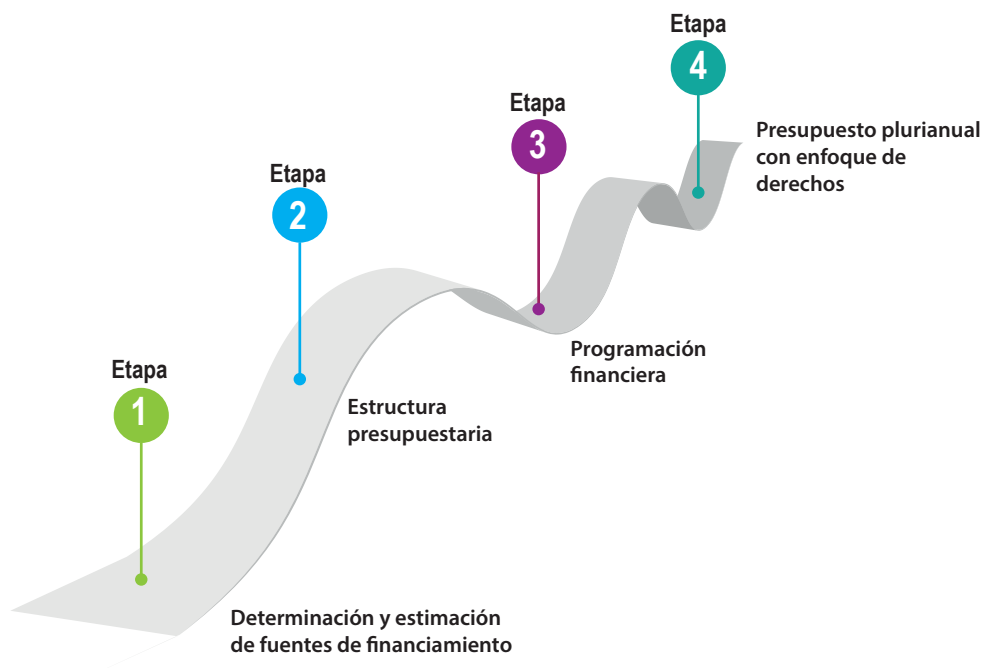 Etapa
1
Determinación y estimación
de fuentes de financiamiento
Etapa
2
Estructura
presupuestaria
Etapa
3
Programación
financiera
Etapa
4
Presupuesto plurianual
con enfoque de
derechos